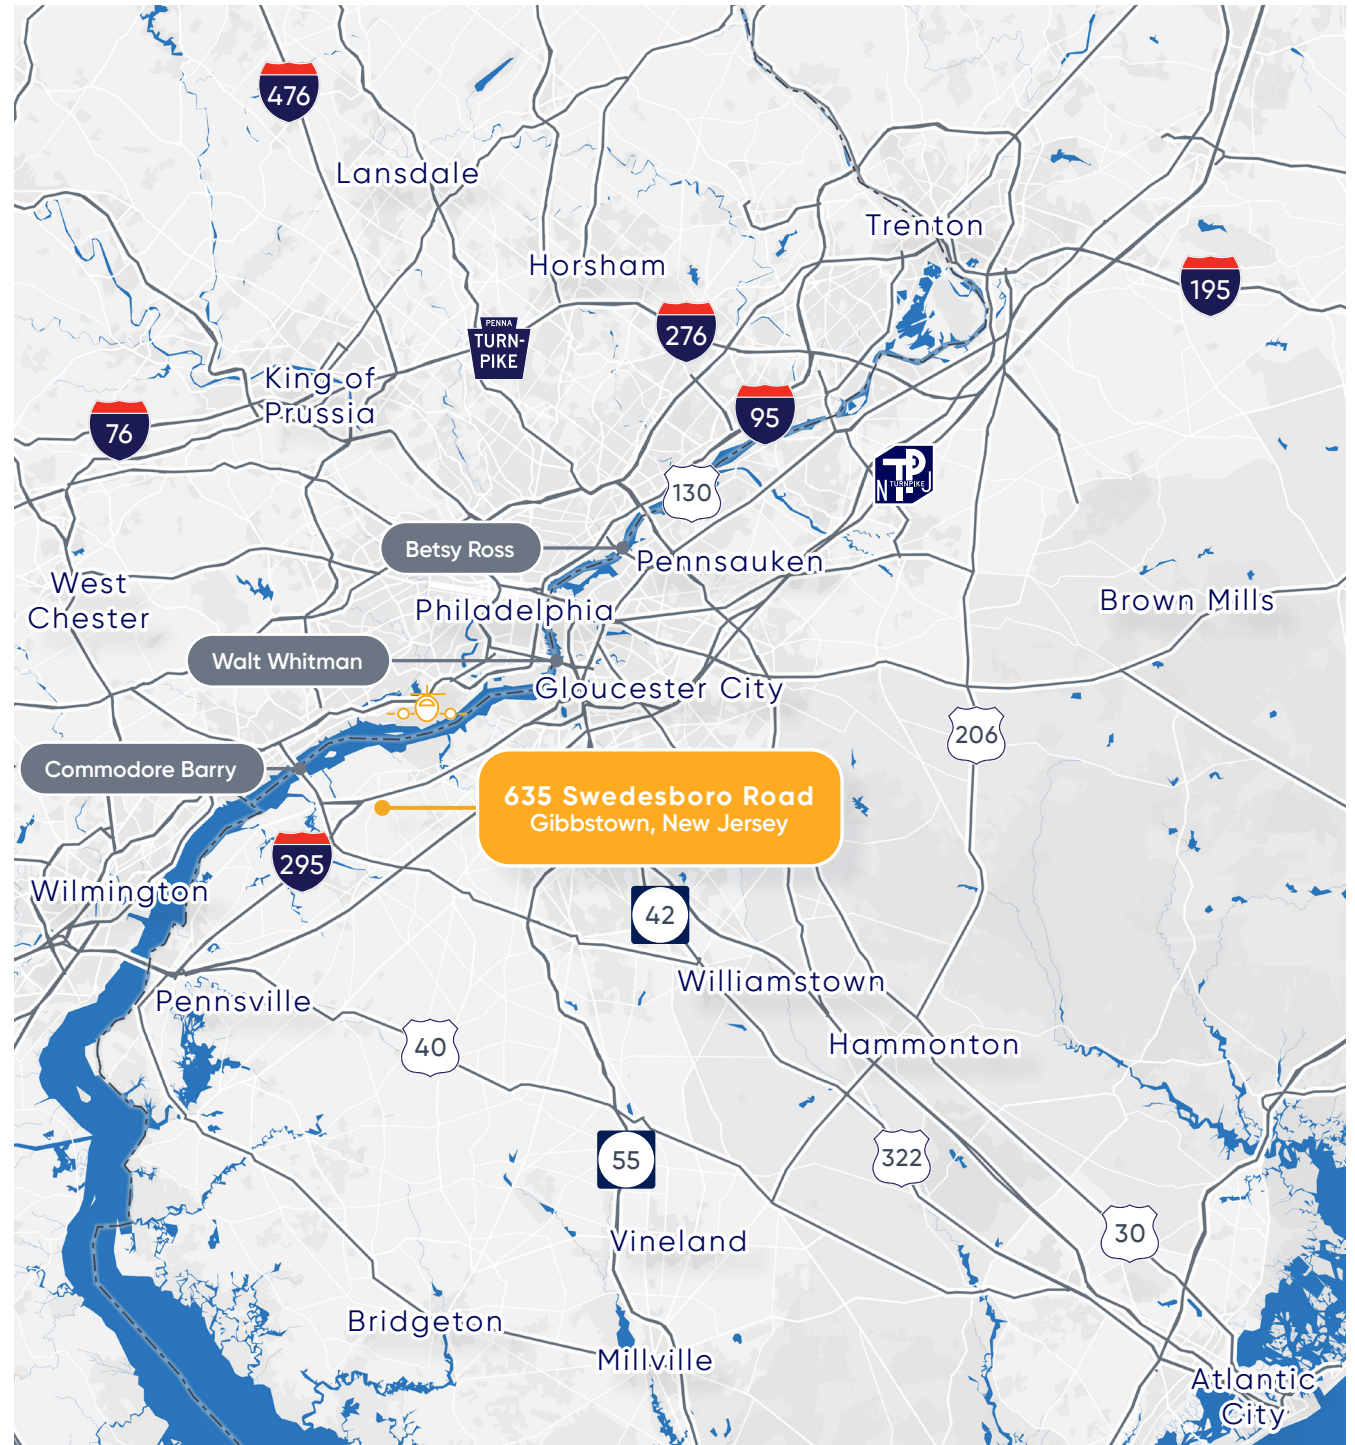 476
Lansdale
Trenton
Horsham
195
PENNA
TURN-
PIKE
276
King of
Prussia
76
95
130
TP
N TURNPIKE J
Betsy Ross
Pennsauken
West
Chester
Philadelphia
Brown Mills
Walt Whitman
Gloucester City
206
Commodore Barry
635 Swedesboro Road
Gibbstown, New Jersey
295
Wilmington
42
Williamstown
Pennsville
40
Hammonton
55
322
30
Vineland
Bridgeton
Millville
Atlantic
City